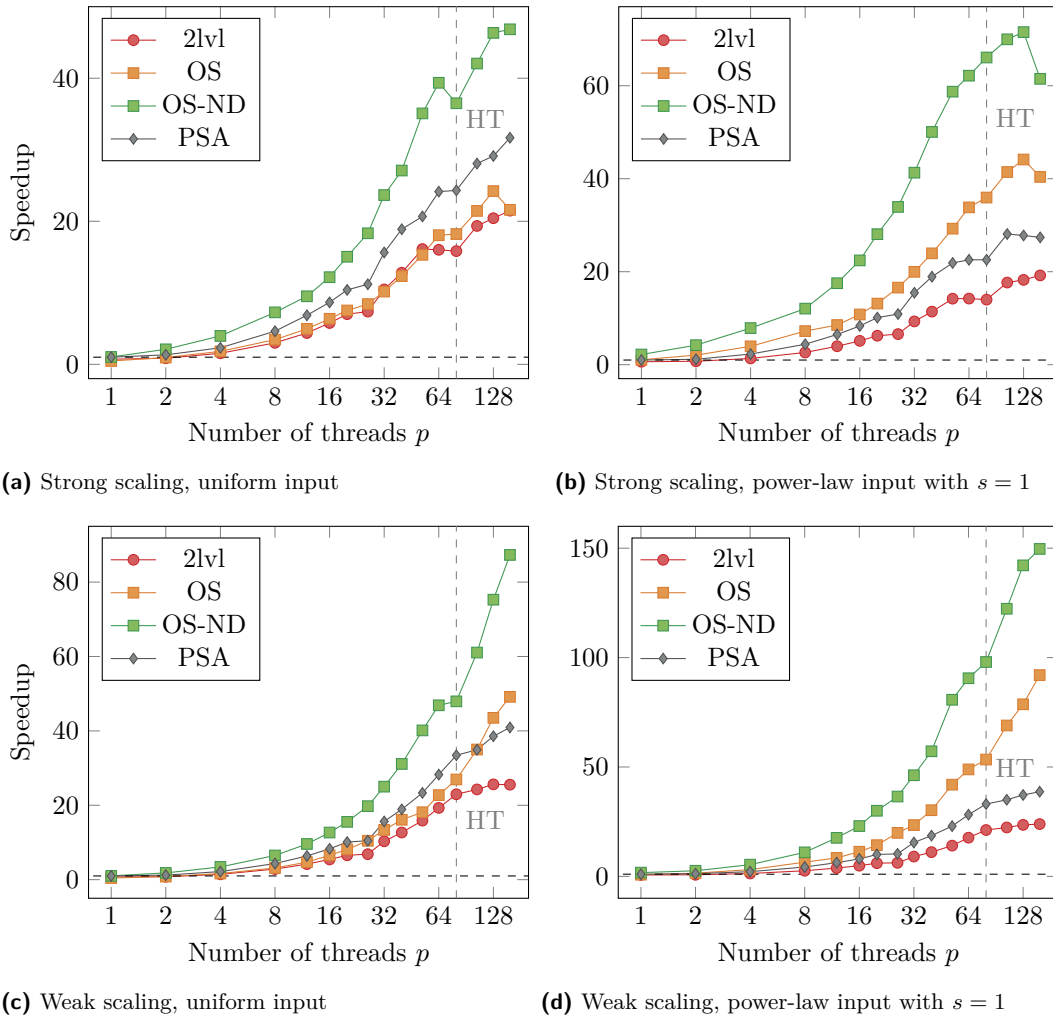 2lvl
OS
OS-ND
PSA
HT
Speedup
0
20
40
1 2 4 8 16 32 64 128
Number of threads p
(a) Strong scaling, uniform input
2lvl
OS
OS-ND
PSA
HT
0
20
40
60
1 2 4 8 16 32 64 128
Number of threads p
(b) Strong scaling, power-law input with s = 1
2lvl
OS
OS-ND
PSA
HT
Speedup
0
20
40
60
80
1 2 4 8 16 32 64 128
Number of threads p
(c) Weak scaling, uniform input
2lvl
OS
OS-ND
PSA
HT
0
50
100
150
1 2 4 8 16 32 64 128
Number of threads p
(d) Weak scaling, power-law input with s = 1